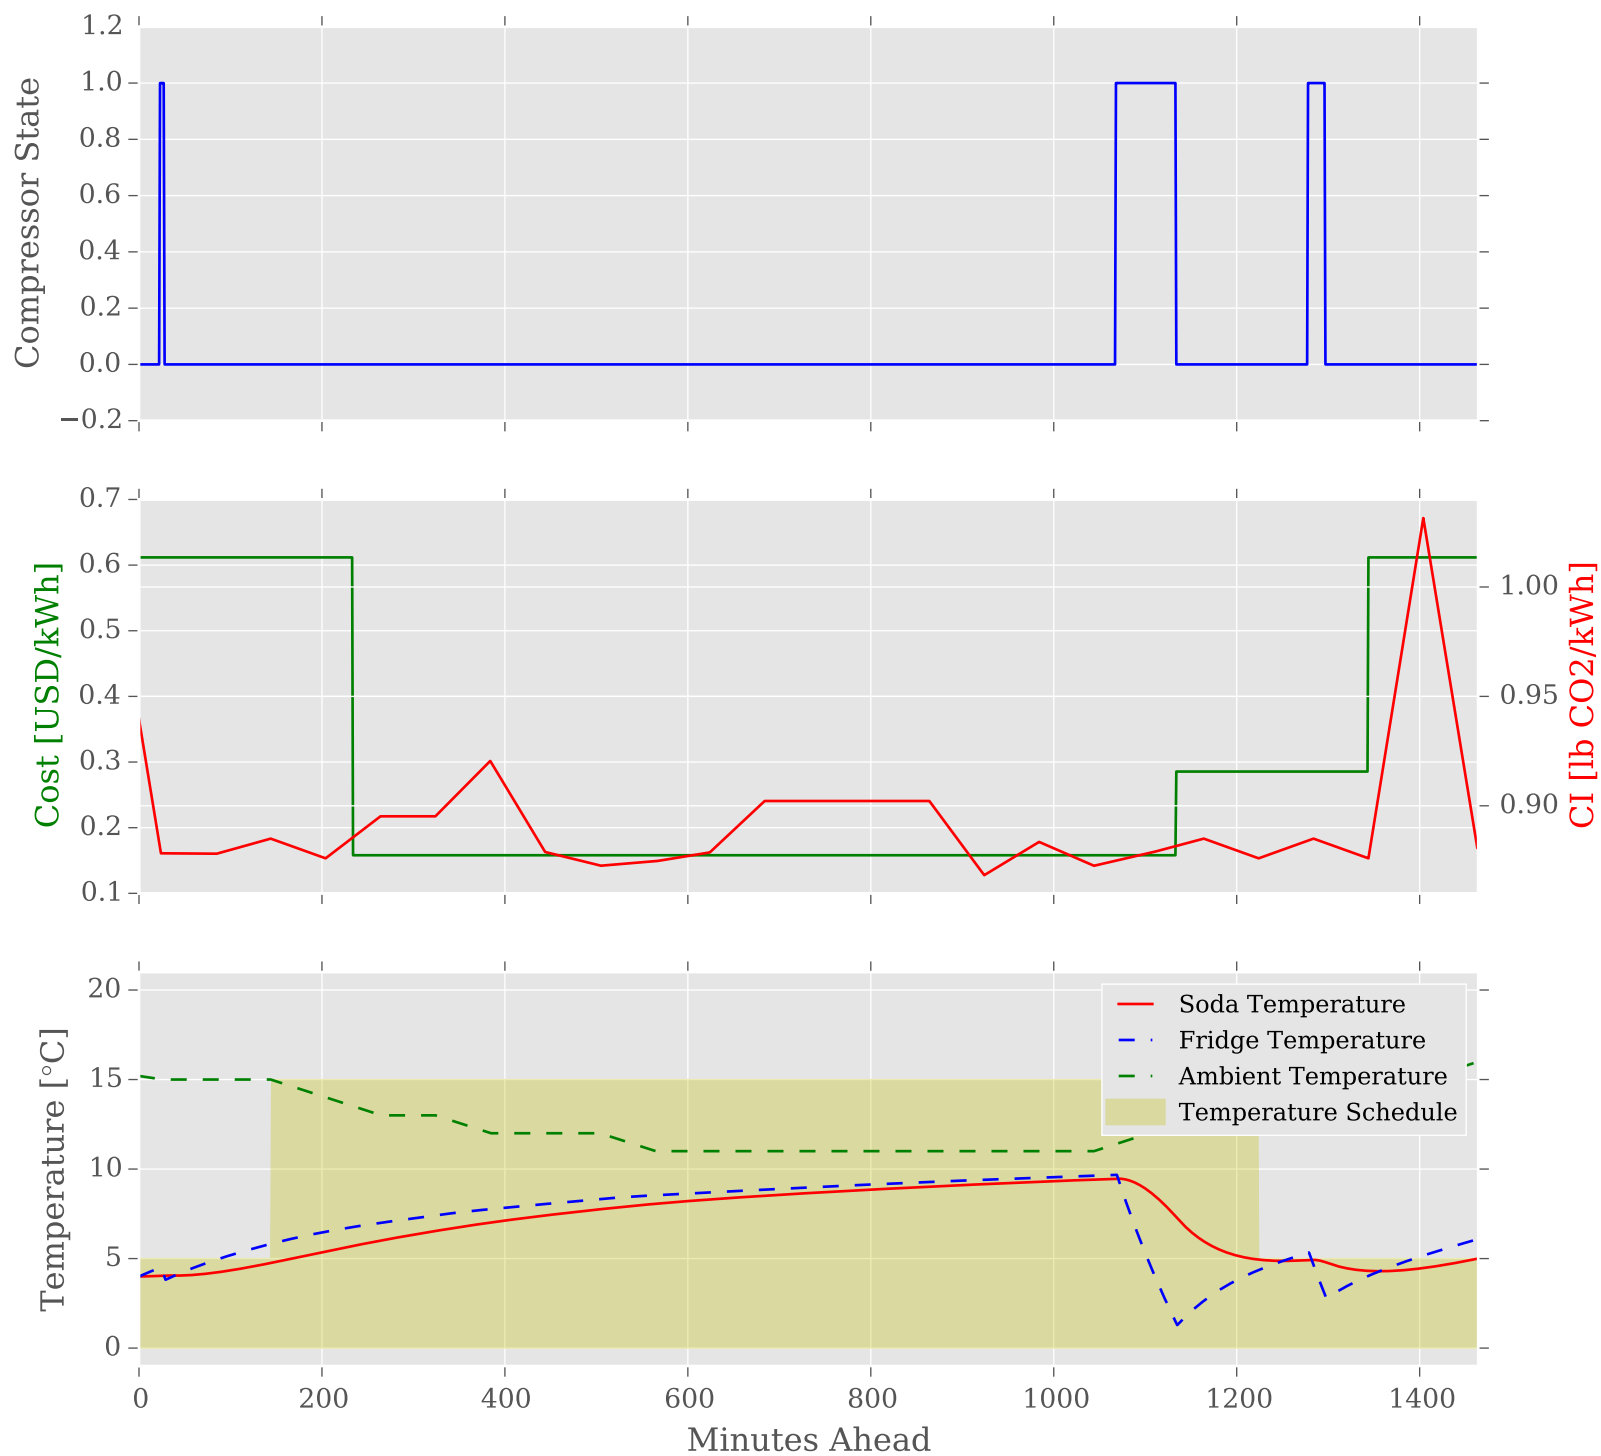 Compressor State
1.2
1.0
0.8
0.6
0.4
0.2
0.0
−0.2
Cost [USD/kWh]
0.7
0.6
0.5
0.4
0.3
0.2
0.1
1.00
0.95
0.90
CI [lb CO2/kWh]
Temperature [°C]
20
15
10
5
0
Soda Temperature
Fridge Temperature
Ambient Temperature
Temperature Schedule
0 200 400 600 800 1000 1200 1400
Minutes Ahead